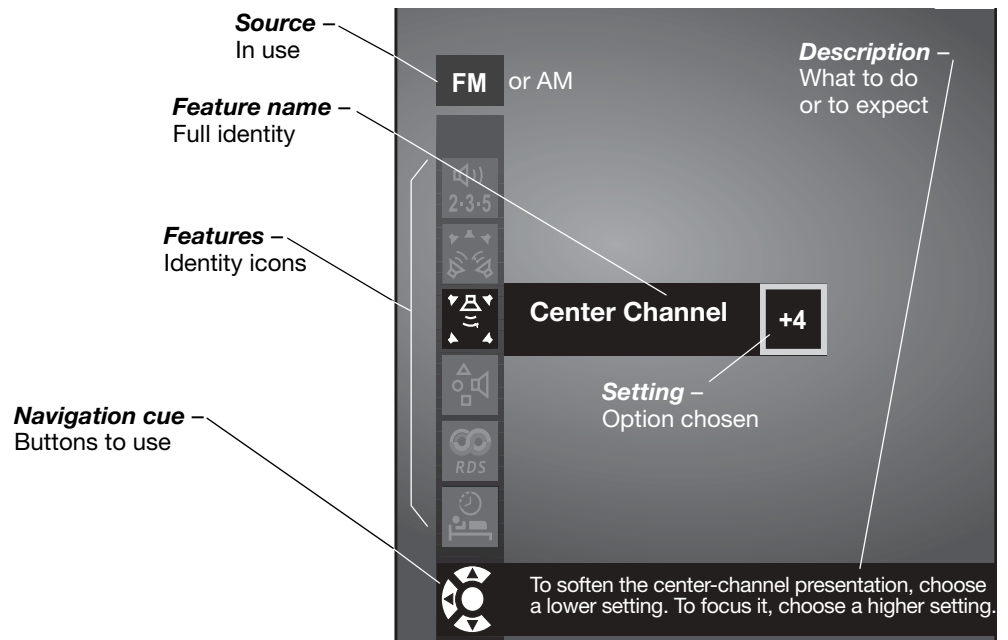 Source –
In use
FM or AM
Description –
What to do
or to expect
Feature name –
Full identity
2·3·5
Features –
Identity icons
Center Channel +4
Setting –
Option chosen
Navigation cue –
Buttons to use
RDS
To soften the center-channel presentation, choose
a lower setting. To focus it, choose a higher setting.